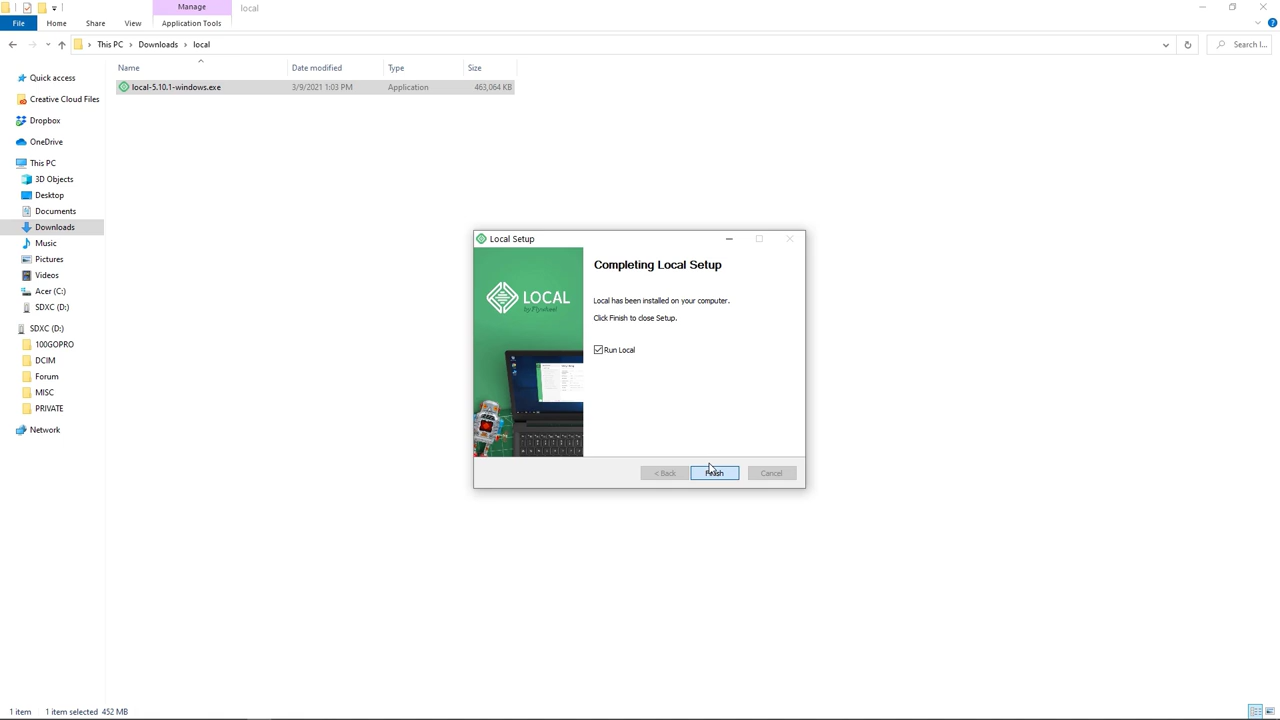 Manage
local
File
Home
Share
View
Application Tools
This PC
Downloads
local
Search l...
Name
Date modified
Type
Size
local-5.10.1-windows.exe
3/9/2021 1:03 PM
Application
463,064 KB
Quick access
Creative Cloud Files
Dropbox
OneDrive
This PC
3D Objects
Desktop
Documents
Downloads
Music
Pictures
Videos
Acer (C:)
SDXC (D:)
SDXC (D:)
100GOPRO
DCIM
Forum
MISC
PRIVATE
Network
Local Setup
LOCAL
by Flywheel
Completing Local Setup
Local has been installed on your computer.
Click Finish to close Setup.
Run Local
< Back
Finish
Cancel
1 item
1 item selected 452 MB